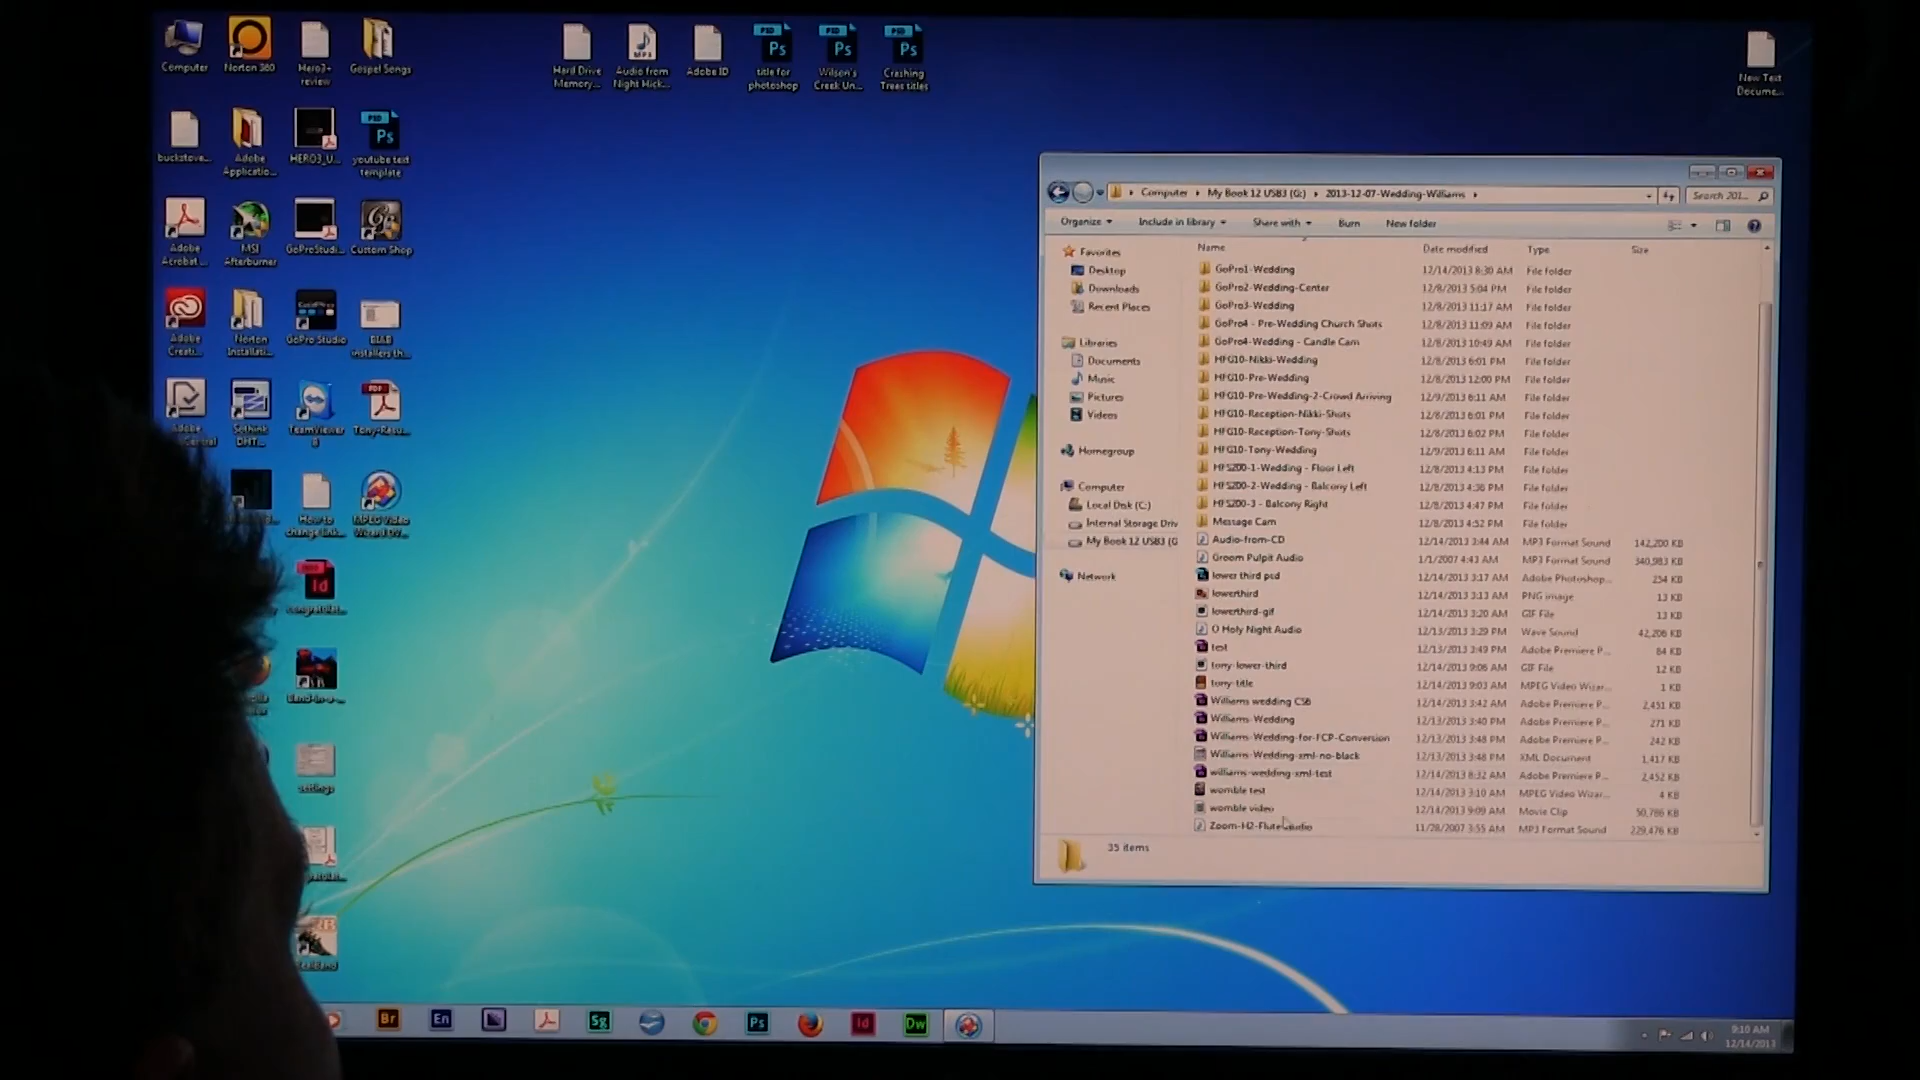 Computer
Norton 360
Hero3+
review
Gospel Songs
Hard Drive
Memory...
Audio from
Night Hick...
Adobe ID
title for
photoshop
Wilson's
Creek Un...
Crashing
Trees titles
New Text
Docume...
buckstove...
Adobe
Applicatio...
HERO3_U...
youtube text
template
Adobe
Acrobat ...
MSI
Afterburner
GoProStudi...
Custom Shop
Adobe
Creati...
Norton
Installati...
GoPro Studio
BIAB
installers th...
Adobe
Central
Sothink
DHT...
TeamViewer
8
Tony-Resu...
How to
change link...
MPEG Video
Wizard DV...
congratulat...
Band-in-a-...
settings
RealBand
Computer
My Book 12 USB3 (G:)
2013-12-07-Wedding-Williams
Search 201...
Organize
Include in library
Share with
Burn
New folder
Favorites
Desktop
Downloads
Recent Places
Libraries
Documents
Music
Pictures
Videos
Homegroup
Computer
Local Disk (C:)
Internal Storage Driv
My Book 12 USB3 (G
Network
Name Date modified Type Size
GoPro1-Wedding 12/14/2013 8:30 AM File folder
GoPro2-Wedding-Center 12/8/2013 5:04 PM File folder
GoPro3-Wedding 12/8/2013 11:17 AM File folder
GoPro4 - Pre-Wedding Church Shots 12/8/2013 11:09 AM File folder
GoPro4-Wedding - Candle Cam 12/8/2013 10:49 AM File folder
HFG10-Nikki-Wedding 12/8/2013 6:01 PM File folder
HFG10-Pre-Wedding 12/8/2013 12:00 PM File folder
HFG10-Pre-Wedding-2-Crowd Arriving 12/9/2013 6:11 AM File folder
HFG10-Reception-Nikki-Shots 12/8/2013 6:01 PM File folder
HFG10-Reception-Tony-Shots 12/8/2013 6:02 PM File folder
HFG10-Tony-Wedding 12/9/2013 6:11 AM File folder
HFS200-1-Wedding - Floor Left 12/8/2013 4:13 PM File folder
HFS200-2-Wedding - Balcony Left 12/8/2013 4:36 PM File folder
HFS200-3 - Balcony Right 12/8/2013 4:47 PM File folder
Message Cam 12/8/2013 4:52 PM File folder
Audio-from-CD 12/14/2013 3:44 AM MP3 Format Sound 142,200 KB
Groom Pulpit Audio 1/1/2007 4:43 AM MP3 Format Sound 340,983 KB
lower third psd 12/14/2013 3:17 AM Adobe Photoshop... 234 KB
lowerthird 12/14/2013 3:13 AM PNG image 13 KB
lowerthird-gif 12/14/2013 3:20 AM GIF File 13 KB
O Holy Night Audio 12/13/2013 3:29 PM Wave Sound 42,206 KB
test 12/13/2013 3:49 PM Adobe Premiere P... 84 KB
tony-lower-third 12/14/2013 9:06 AM GIF File 12 KB
tony-title 12/14/2013 9:03 AM MPEG Video Wizar... 1 KB
Williams wedding CS6 12/14/2013 3:42 AM Adobe Premiere P... 2,451 KB
Williams-Wedding 12/13/2013 3:40 PM Adobe Premiere P... 271 KB
Williams-Wedding-for-FCP-Conversion 12/13/2013 3:48 PM Adobe Premiere P... 242 KB
Williams-Wedding-xml-no-black 12/13/2013 3:48 PM XML Document 1,417 KB
williams-wedding-xml-test 12/14/2013 8:32 AM Adobe Premiere P... 2,452 KB
womble test 12/14/2013 3:10 AM MPEG Video Wizar... 4 KB
womble video 12/14/2013 9:09 AM Movie Clip 50,786 KB
Zoom-H2-Flute-audio 11/28/2007 3:55 AM MP3 Format Sound 229,476 KB
35 items
Br
En
Sg
Ps
Id
Dw
9:10 AM
12/14/2013